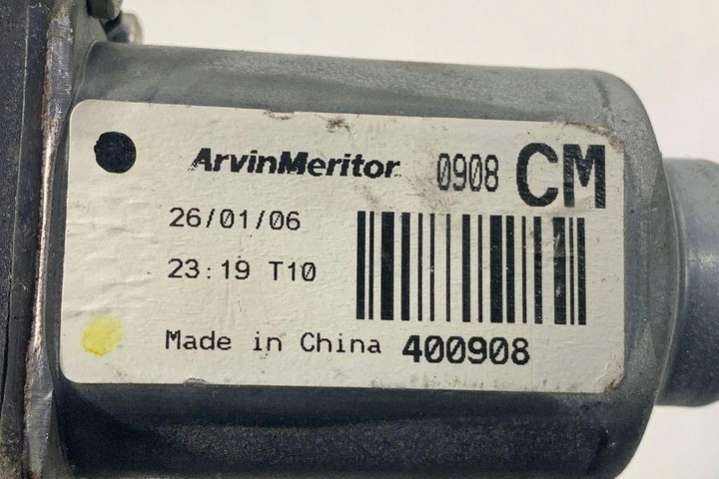 ArvinMeritor 0908 CM
26/01/06
23:19 T10
Made in China 400908